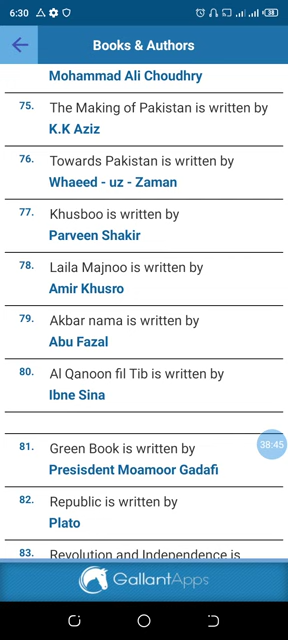 6:30
38
Books & Authors
Mohammad Ali Choudhry
75. The Making of Pakistan is written by
K.K Aziz
76. Towards Pakistan is written by
Whaeed - uz - Zaman
77. Khusboo is written by
Parveen Shakir
78. Laila Majnoo is written by
Amir Khusro
79. Akbar nama is written by
Abu Fazal
80. Al Qanoon fil Tib is written by
Ibne Sina
81. Green Book is written by
Presisdent Moamoor Gadafi
38:45
82. Republic is written by
Plato
83. Revolution and Independence is
GallantApps